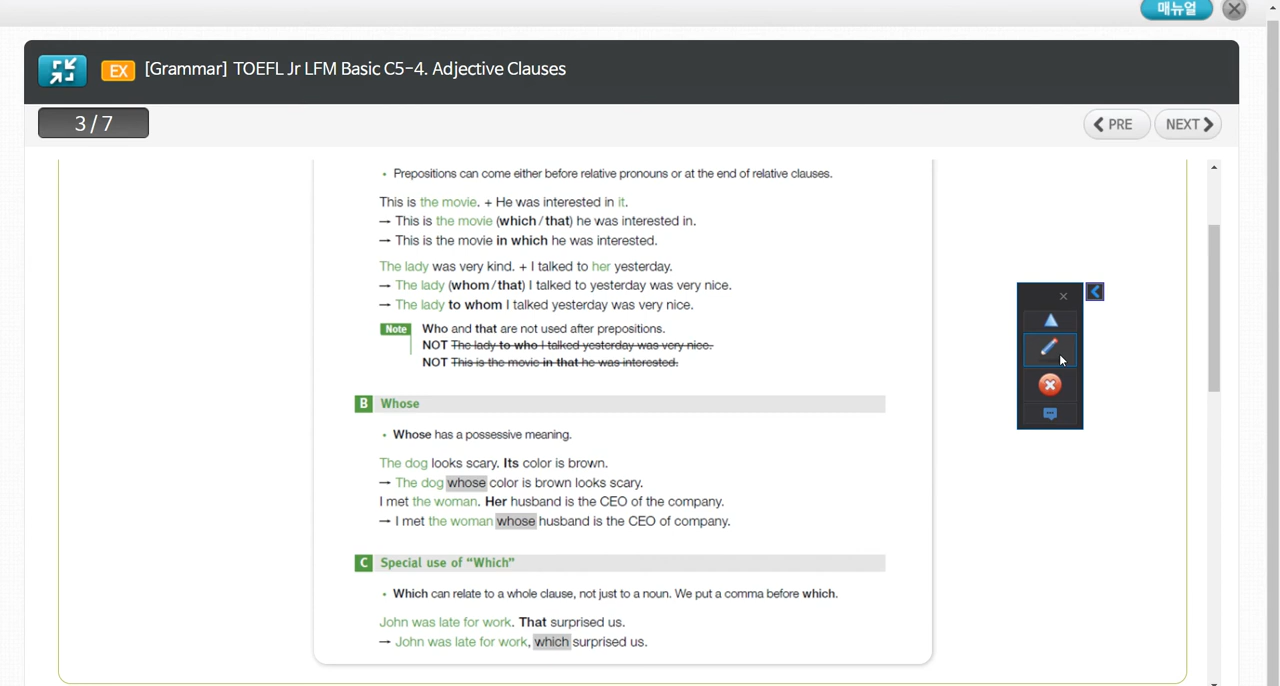 매뉴얼
EX [Grammar] TOEFL Jr LFM Basic C5-4. Adjective Clauses
3 / 7
PRE
NEXT
• Prepositions can come either before relative pronouns or at the end of relative clauses.
This is the movie. + He was interested in it.
→ This is the movie (which / that) he was interested in.
→ This is the movie in which he was interested.
The lady was very kind. + I talked to her yesterday.
→ The lady (whom / that) I talked to yesterday was very nice.
→ The lady to whom I talked yesterday was very nice.
Note Who and that are not used after prepositions.
NOT The lady to who I talked yesterday was very nice.
NOT This is the movie in that he was interested.
B Whose
• Whose has a possessive meaning.
The dog looks scary. Its color is brown.
→ The dog whose color is brown looks scary.
I met the woman. Her husband is the CEO of the company.
→ I met the woman whose husband is the CEO of company.
C Special use of "Which"
• Which can relate to a whole clause, not just to a noun. We put a comma before which.
John was late for work. That surprised us.
→ John was late for work, which surprised us.